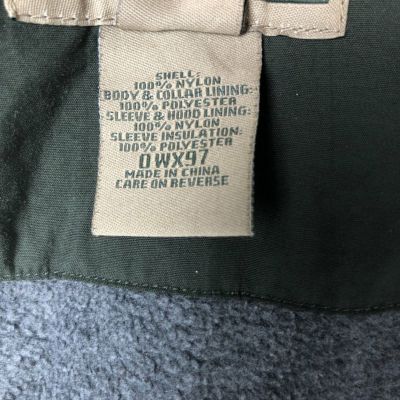 SHELL:
100% NYLON
BODY & COLLAR LINING:
100% POLYESTER
SLEEVE & HOOD LINING:
100% NYLON
SLEEVE INSULATION:
100% POLYESTER
0WX97
MADE IN CHINA
CARE ON REVERSE